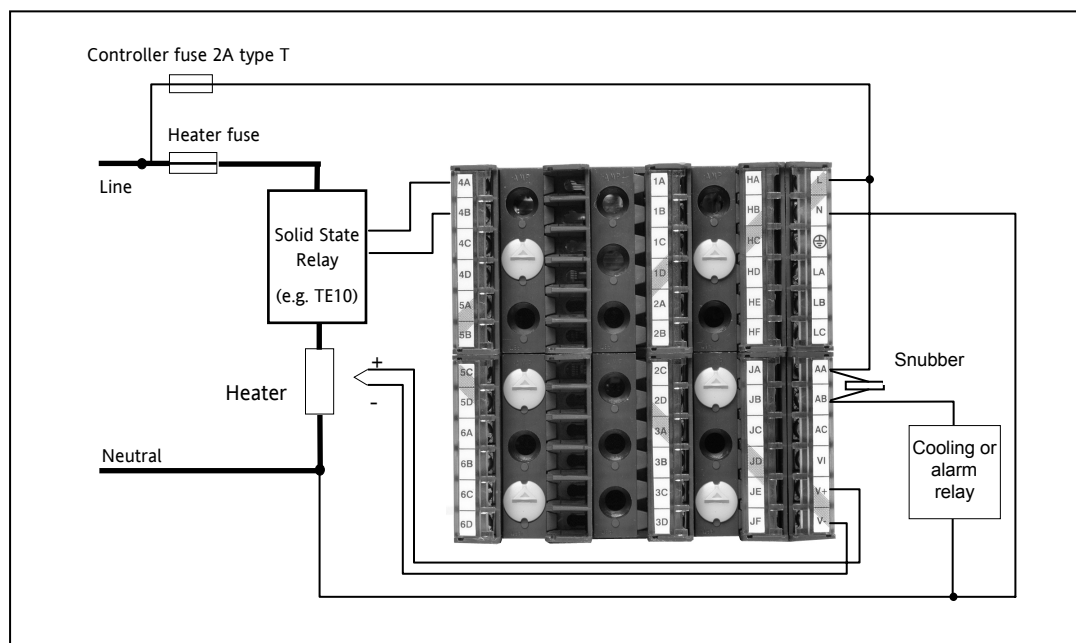 Controller fuse 2A type T
Heater fuse
Line
Solid State
Relay
(e.g. TE10)
+
-
Heater
Neutral
4A
4B
4C
4D
5A
5B
5C
5D
6A
6B
6C
6D
1A
1B
1C
1D
2A
2B
2C
2D
3A
3B
3C
3D
HA
HB
HC
HD
HE
HF
JA
JB
JC
JD
JE
JF
L
N
LA
LB
LC
AA
AB
AC
VI
V+
V-
Snubber
Cooling or
alarm
relay